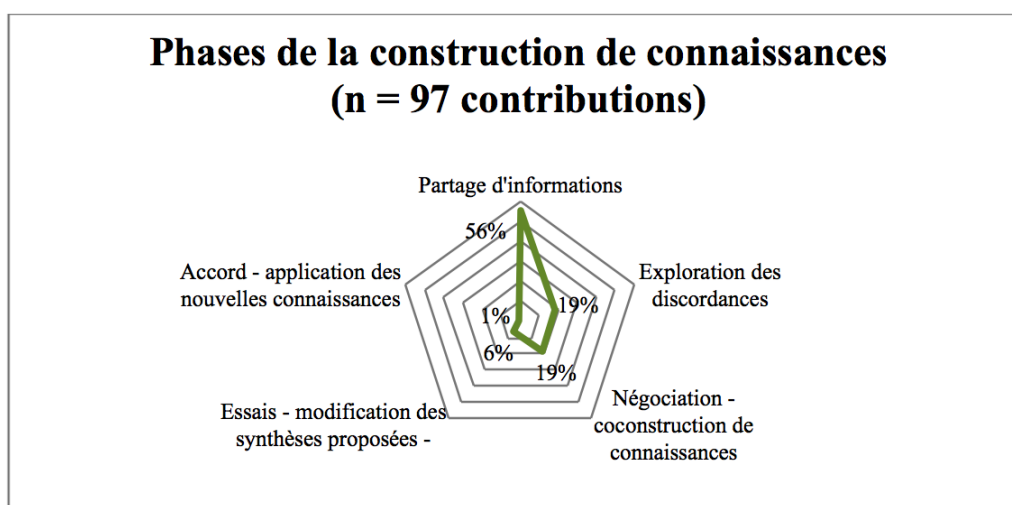 Phases de la construction de connaissances
(n = 97 contributions)
Partage d'informations
56%
Accord - application des
nouvelles connaissances
Exploration des
discordances
1%
19%
6%
19%
Essais - modification des
synthèses proposées -
Négociation -
coconstruction de
connaissances